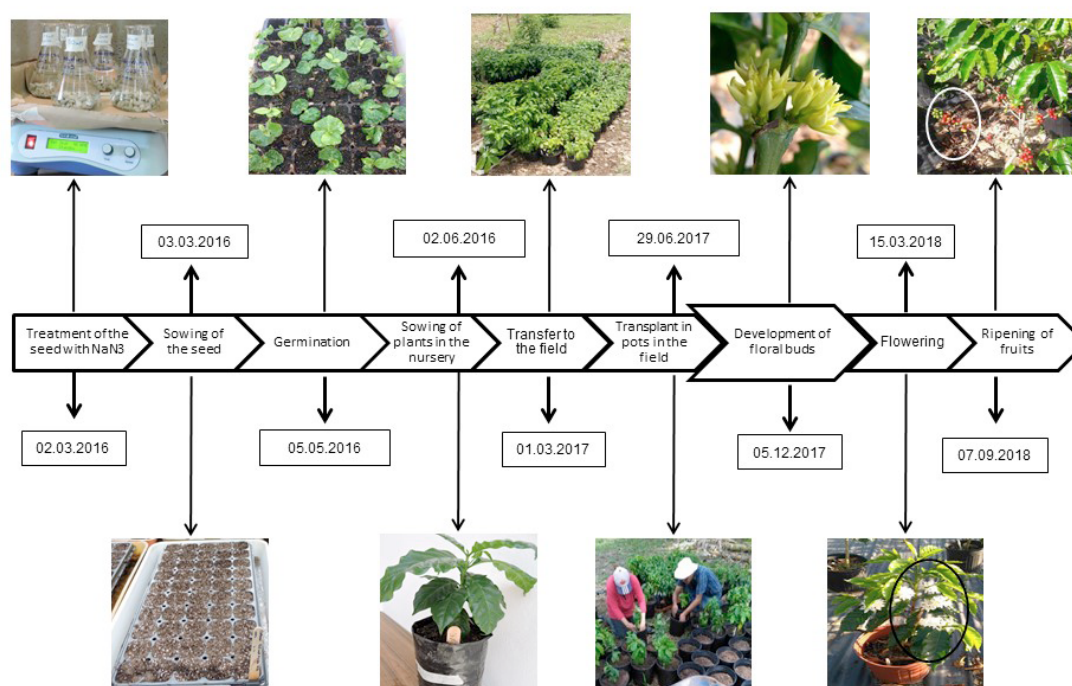 03.03.2016
02.06.2016
29.06.2017
15.03.2018
Treatment of the
seed with NaN3
Sowing of
the seed
Germination
Sowing of
plants in the
nursery
Transfer to
the field
Transplant in
pots in the
field
Development of
floral buds
Flowering
Ripening of
fruits
02.03.2016
05.05.2016
01.03.2017
05.12.2017
07.09.2018